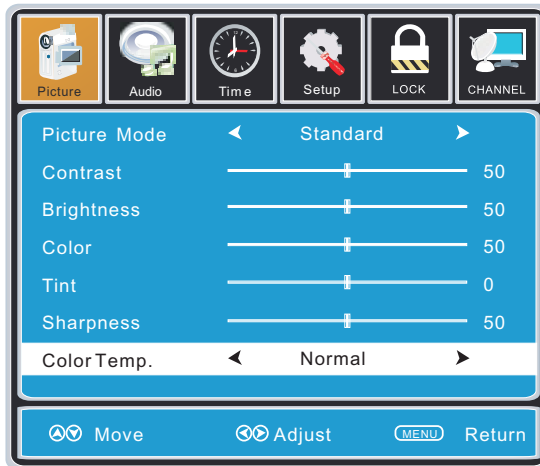 Picture Audio Time Setup LOCK CHANNEL
Picture Mode Standard
Contrast 50
Brightness 50
Color 50
Tint 0
Sharpness 50
Color Temp. Normal
Move Adjust MENU Return